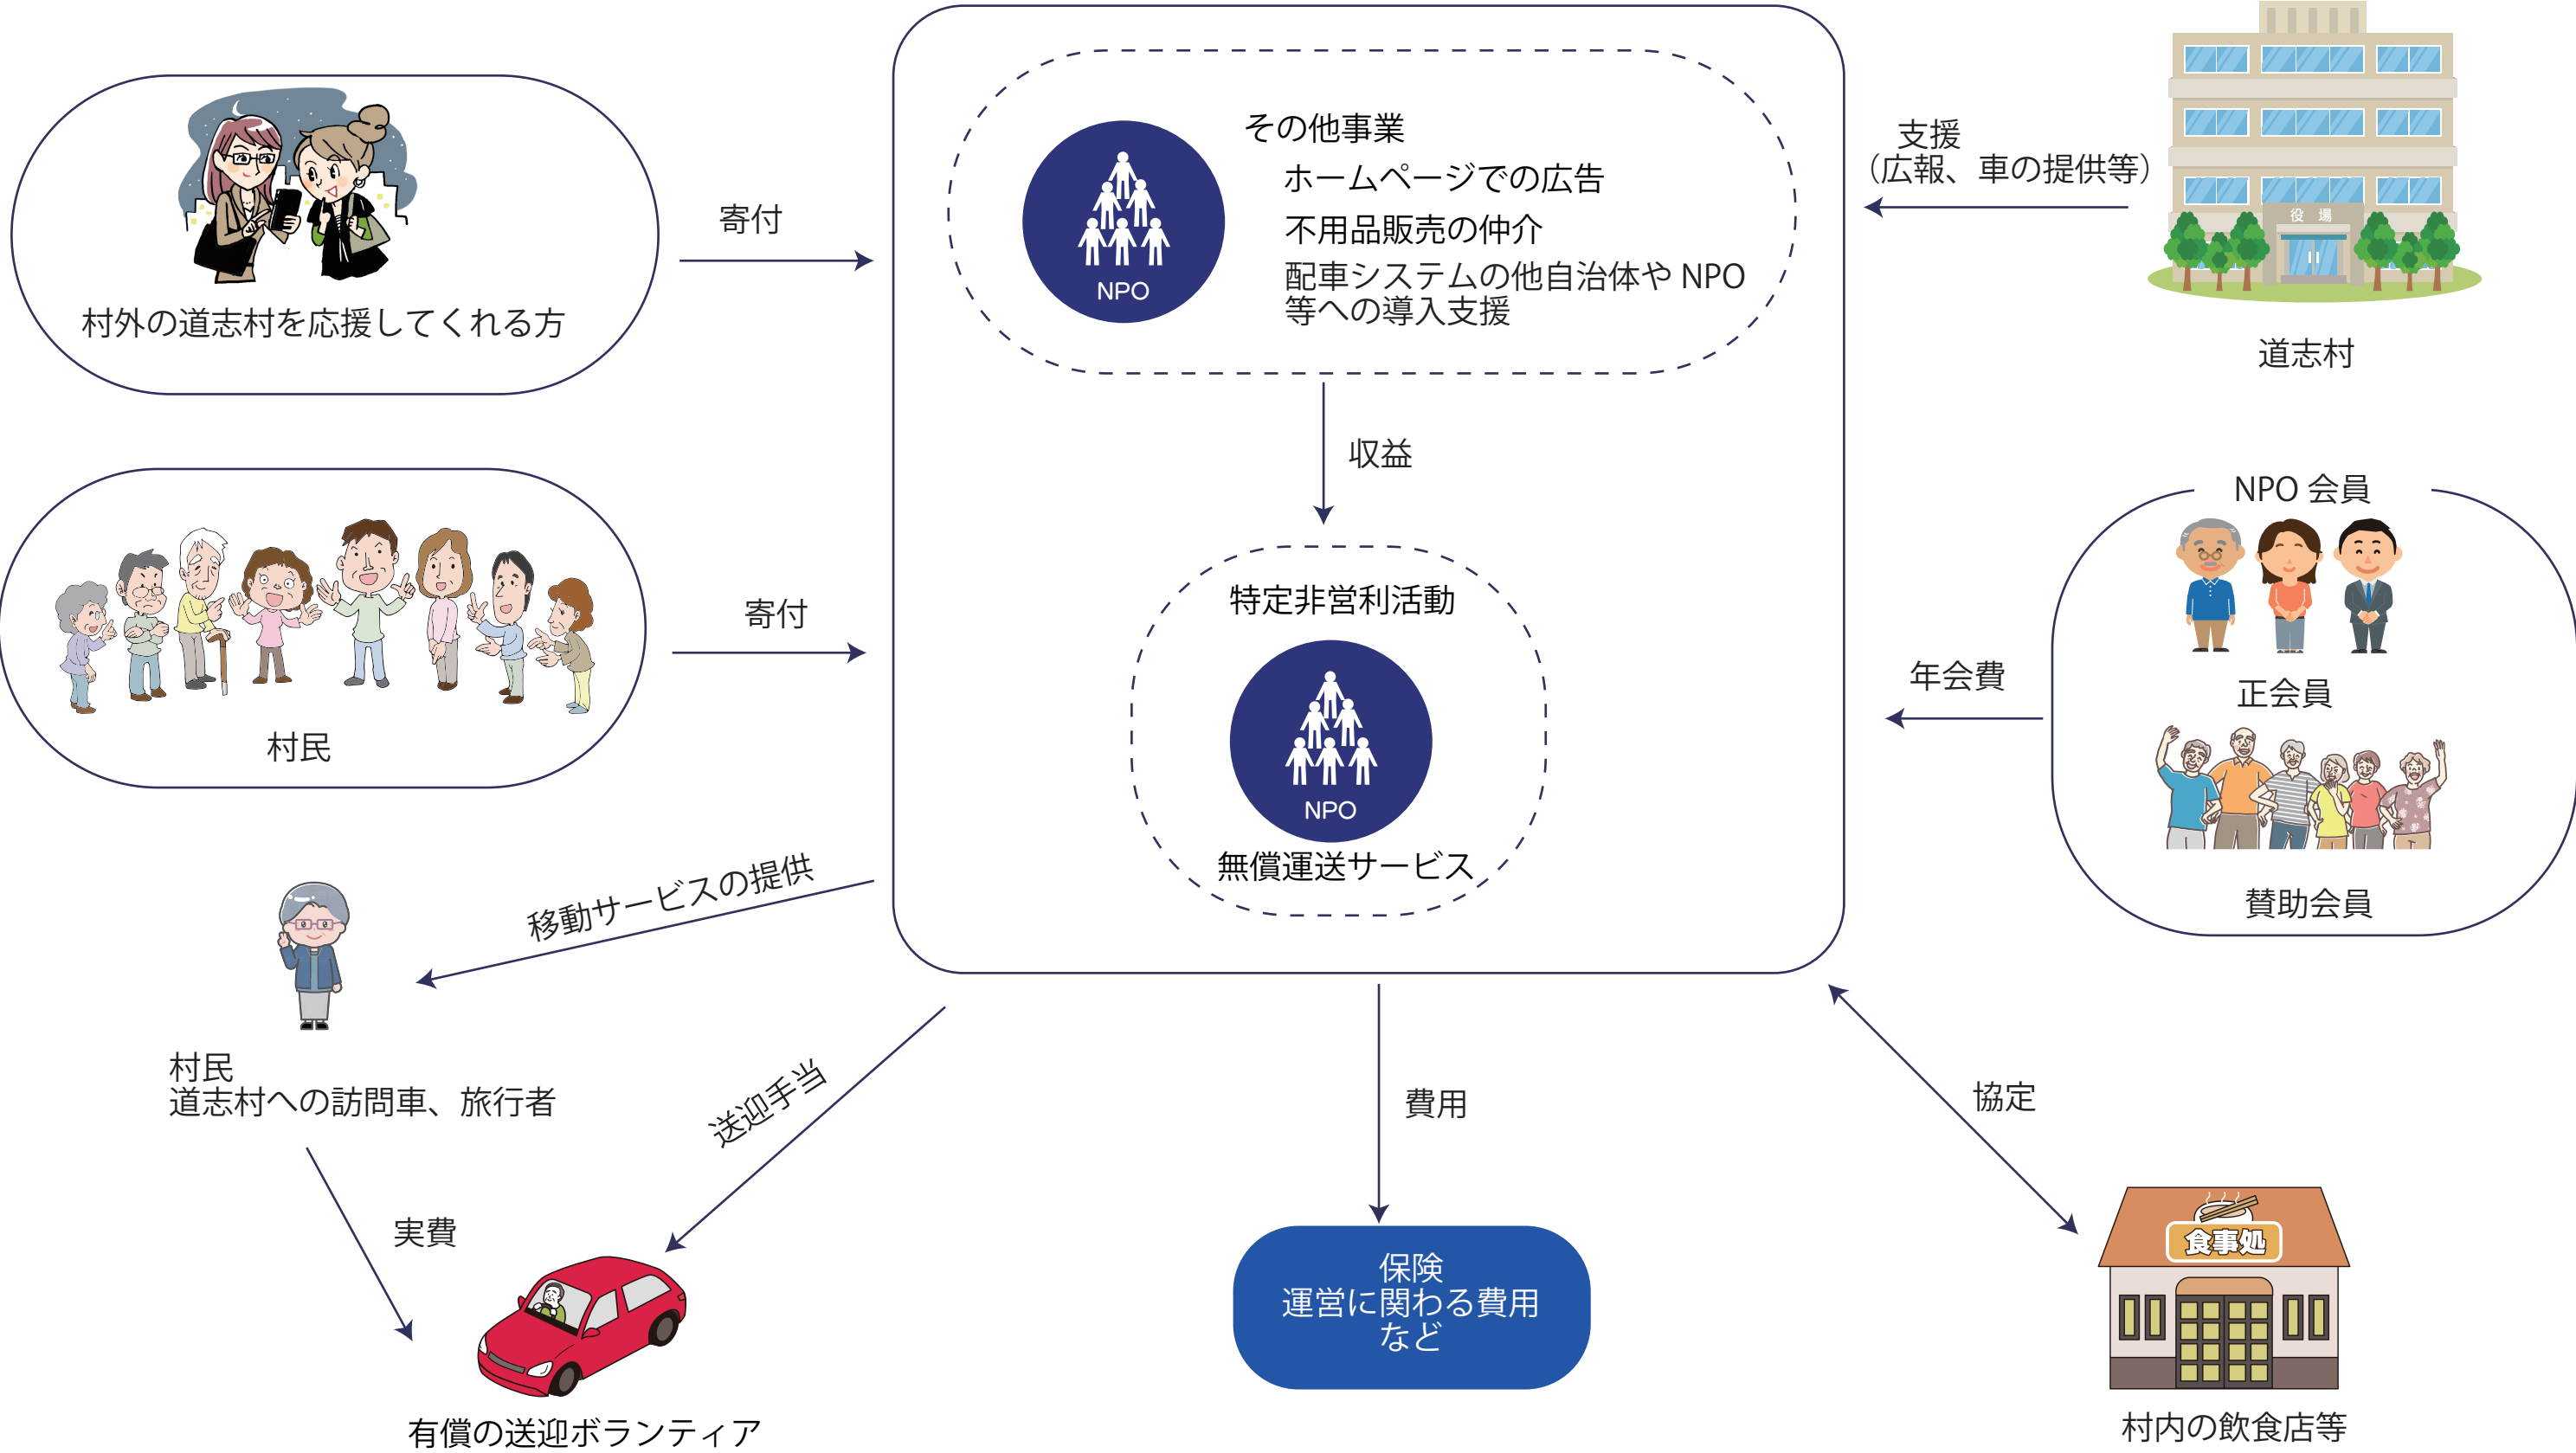 村外の道志村を応援してくれる方
寄付
その他事業
ホームページでの広告
不用品販売の仲介
配車システムの他自治体や NPO
等への導入支援
NPO
支援
（広報、車の提供等）
役 場
道志村
収益
村民
寄付
特定非営利活動
NPO
無償運送サービス
NPO 会員
正会員
賛助会員
年会費
移動サービスの提供
村民
道志村への訪問車、旅行者
実費
送迎手当
有償の送迎ボランティア
費用
保険
運営に関わる費用
など
協定
食事処
村内の飲食店等